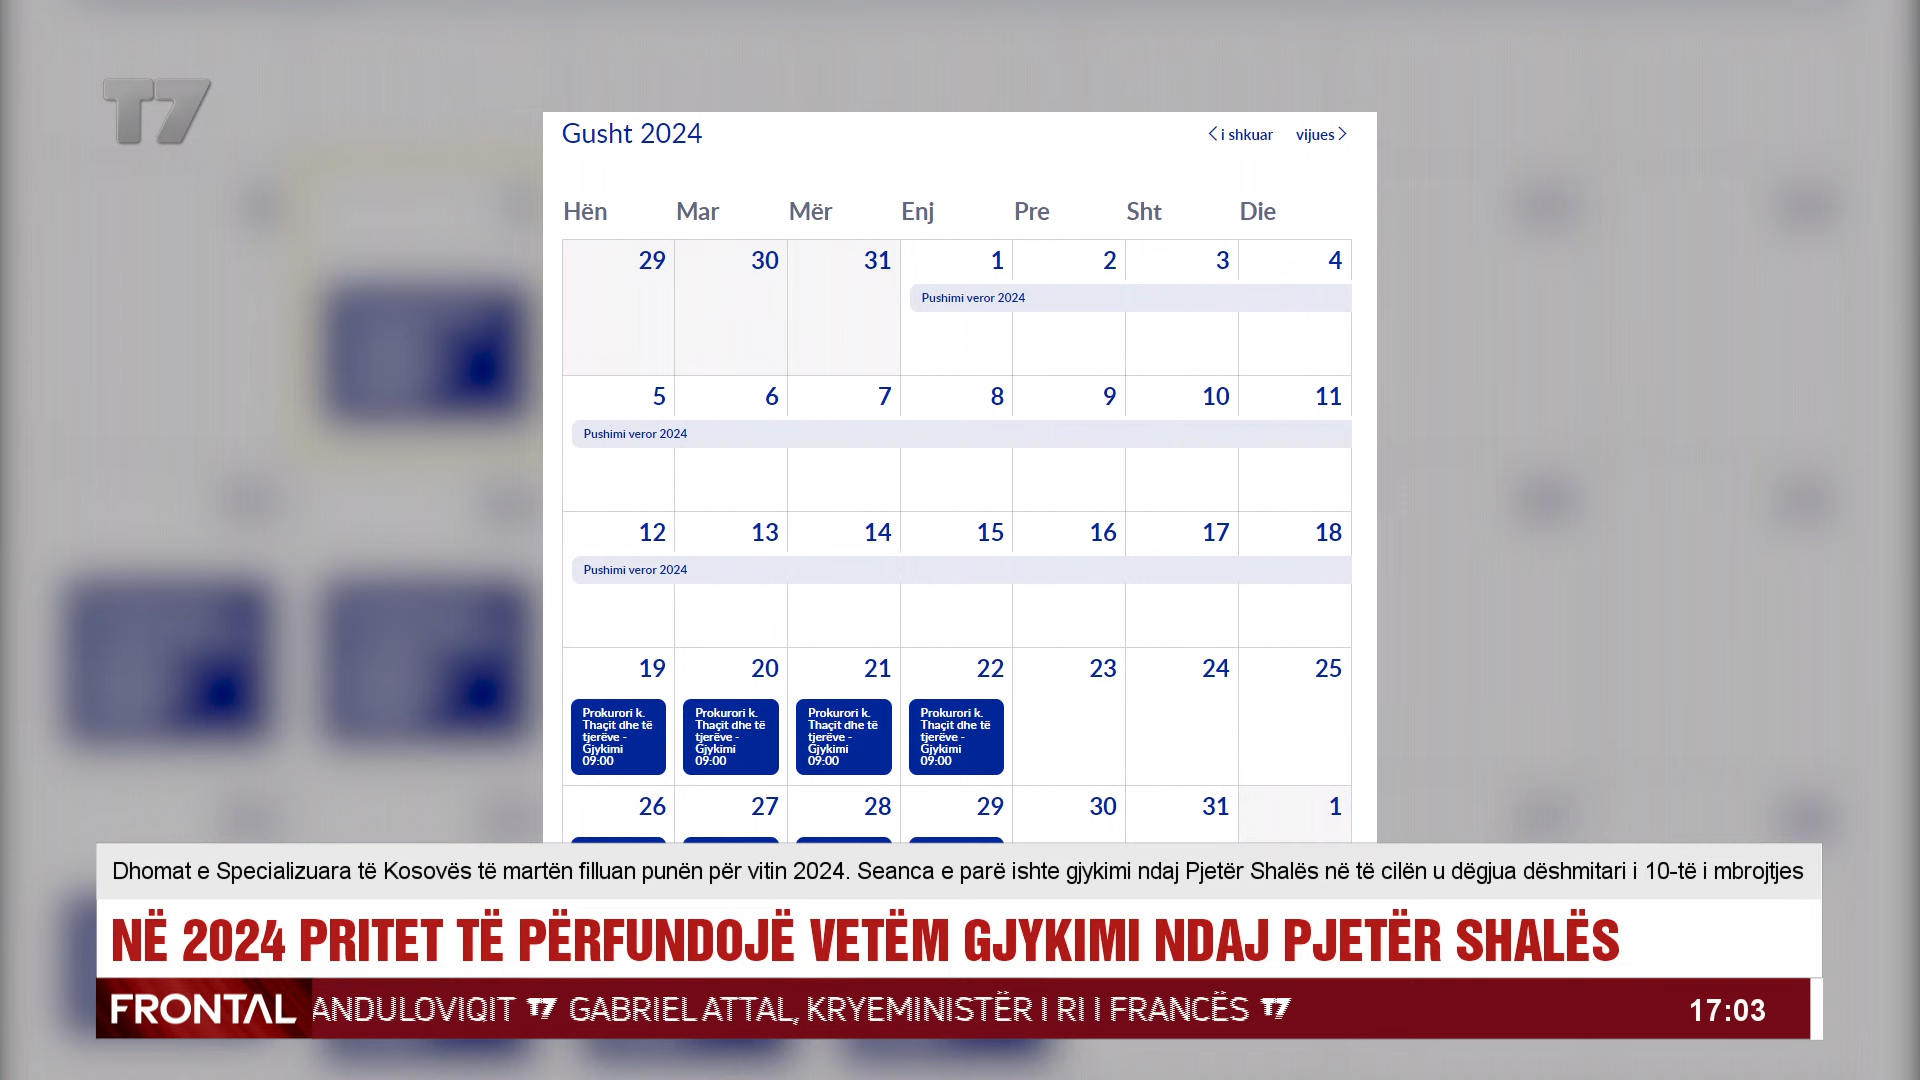 T7
Gusht 2024
i shkuar vijues
Hën Mar Mër Enj Pre Sht Die
29 30 31 1 2 3 4
Pushimi veror 2024
5 6 7 8 9 10 11
Pushimi veror 2024
12 13 14 15 16 17 18
Pushimi veror 2024
19 20 21 22 23 24 25
Prokurori k. Prokurori k. Prokurori k. Prokurori k.
Thaçit dhe të Thaçit dhe të Thaçit dhe të Thaçit dhe të
tjerëve - tjerëve - tjerëve - tjerëve -
Gjykimi Gjykimi Gjykimi Gjykimi
09:00 09:00 09:00 09:00
26 27 28 29 30 31 1
Dhomat e Specializuara të Kosovës të martën filluan punën për vitin 2024. Seanca e parë ishte gjykimi ndaj Pjetër Shalës në të cilën u dëgjua dëshmitari i 10-të i mbrojtjes
NË 2024 PRITET TË PËRFUNDOJË VETËM GJYKIMI NDAJ PJETËR SHALËS
FRONTAL ANDULOVIQIT T7 GABRIEL ATTAL, KRYEMINISTËR I RI I FRANCËS T7 17:03